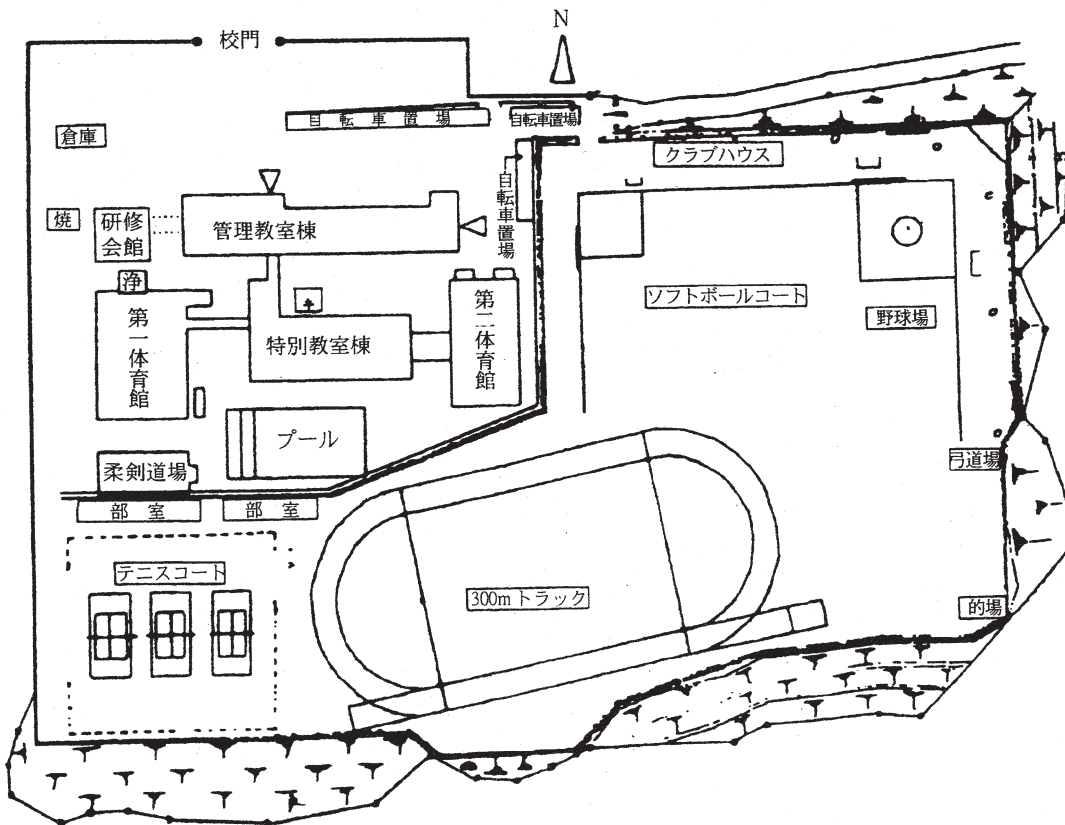 校門
N
自転車置場
自転車置場
倉庫
クラブハウス
自転車置場
焼
研修
会館
管理教室棟
浄
第一体育館
特別教室棟
第二体育館
ソフトボールコート
野球場
プール
柔剣道場
弓道場
部室
部室
テニスコート
300mトラック
的場